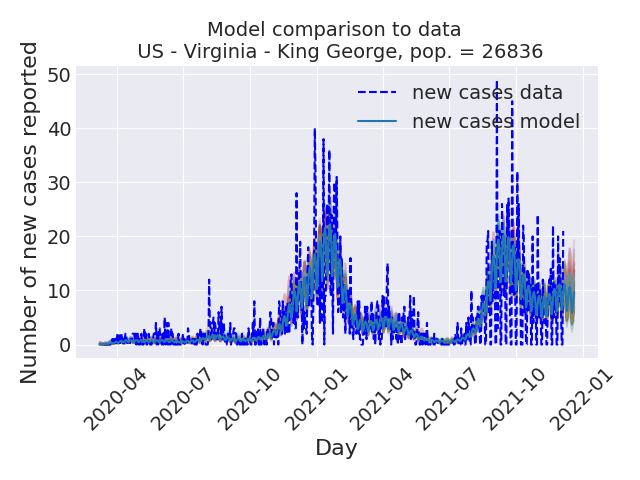 Model comparison to data
US - Virginia - King George, pop. = 26836
Number of new cases reported
50
40
30
20
10
0
new cases data
new cases model
2020-04
2020-07
2020-10
2021-01
2021-04
2021-07
2021-10
2022-01
Day